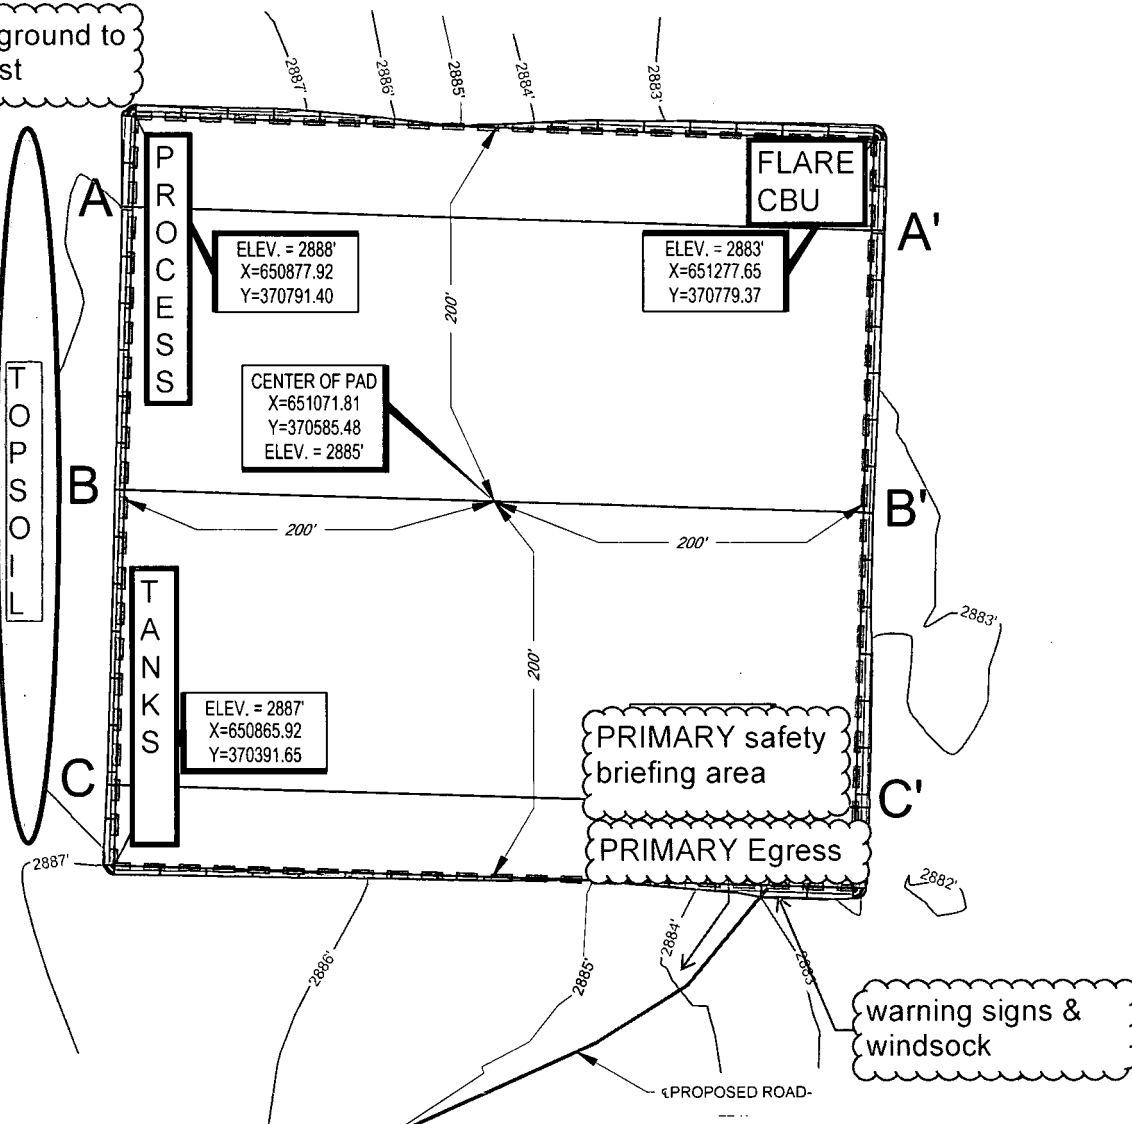 ground to
st
2887'
2886'
2885'
2884'
2883'
PROCESS
FLARE
CBU
A
A'
ELEV. = 2888'
X=650877.92
Y=370791.40
ELEV. = 2883'
X=651277.65
Y=370779.37
200'
CENTER OF PAD
X=651071.81
Y=370585.48
ELEV. = 2885'
TOPSOIL
B
B'
200'
200'
TANKS
2883'
200'
ELEV. = 2887'
X=650865.92
Y=370391.65
PRIMARY safety
briefing area
C
C'
PRIMARY Egress
2887'
2882'
2886'
2885'
2884'
2883'
warning signs &
windsock
℄PROPOSED ROAD-